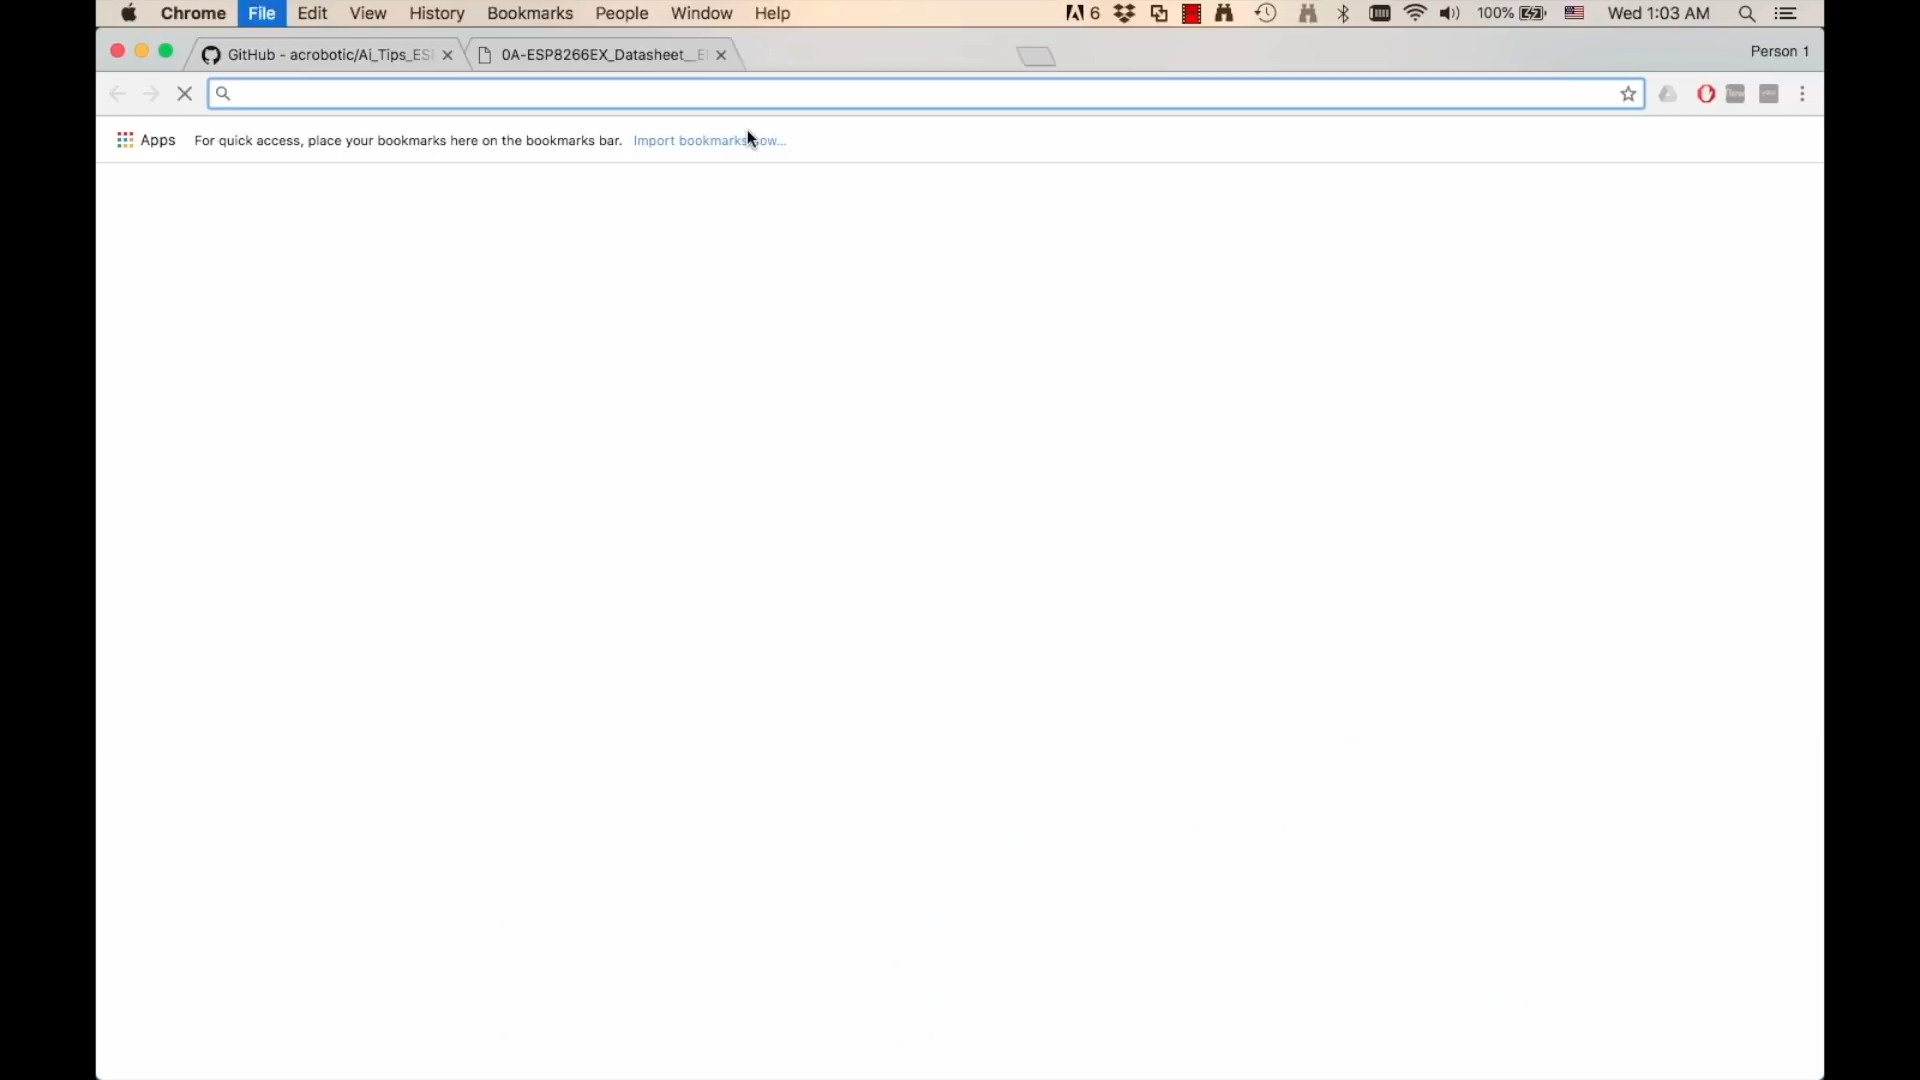 Chrome File Edit View History Bookmarks People Window Help 6 100% Wed 1:03 AM
GitHub - acrobotic/Ai_Tips_ES 0A-ESP8266EX_Datasheet__E Person 1
Apps For quick access, place your bookmarks here on the bookmarks bar. Import bookmarks now...